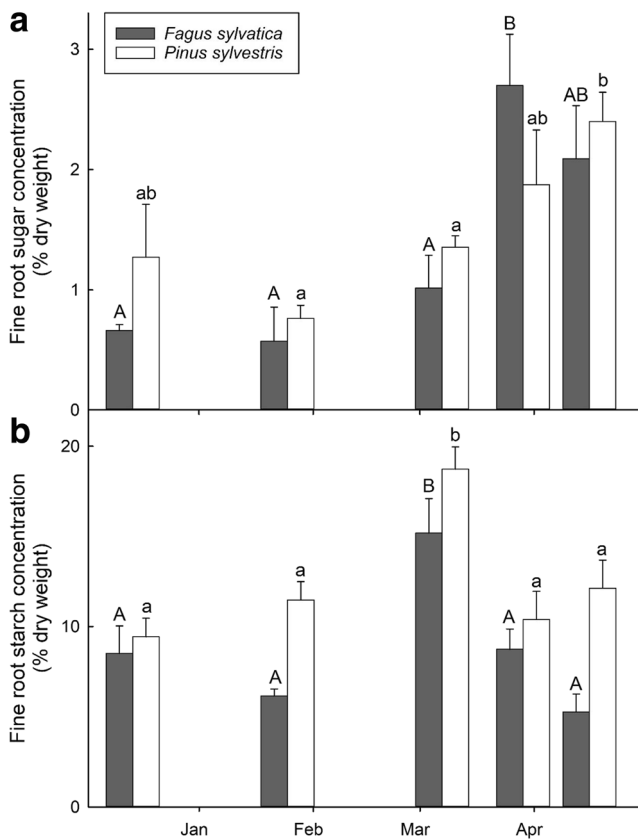 a
Fagus sylvatica
Pinus sylvestris
Fine root sugar concentration
(% dry weight)
3
2
1
0
A
ab
A
a
A
a
B
ab
AB
b
b
Fine root starch concentration
(% dry weight)
20
10
0
A
a
A
a
B
b
A
a
A
a
Jan
Feb
Mar
Apr